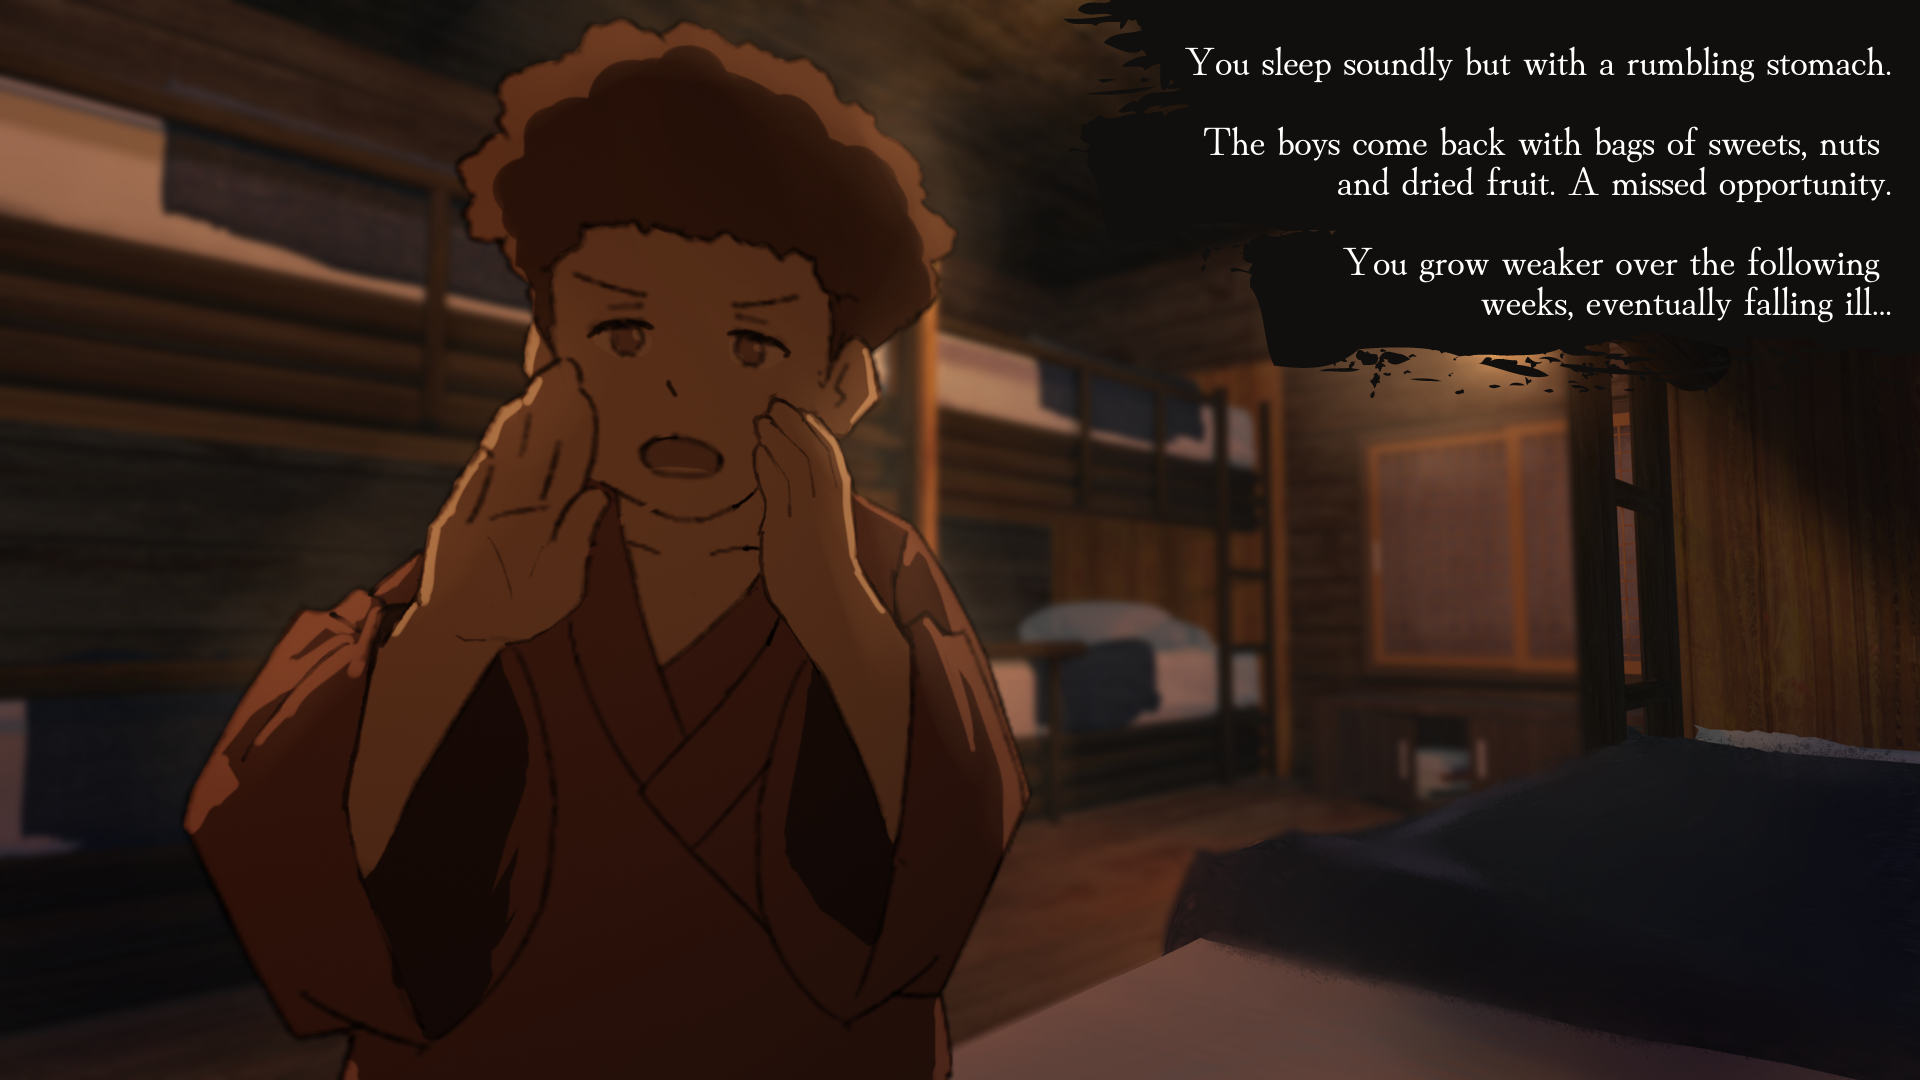 You sleep soundly but with a rumbling stomach.
The boys come back with bags of sweets, nuts
and dried fruit. A missed opportunity.
You grow weaker over the following
weeks, eventually falling ill...